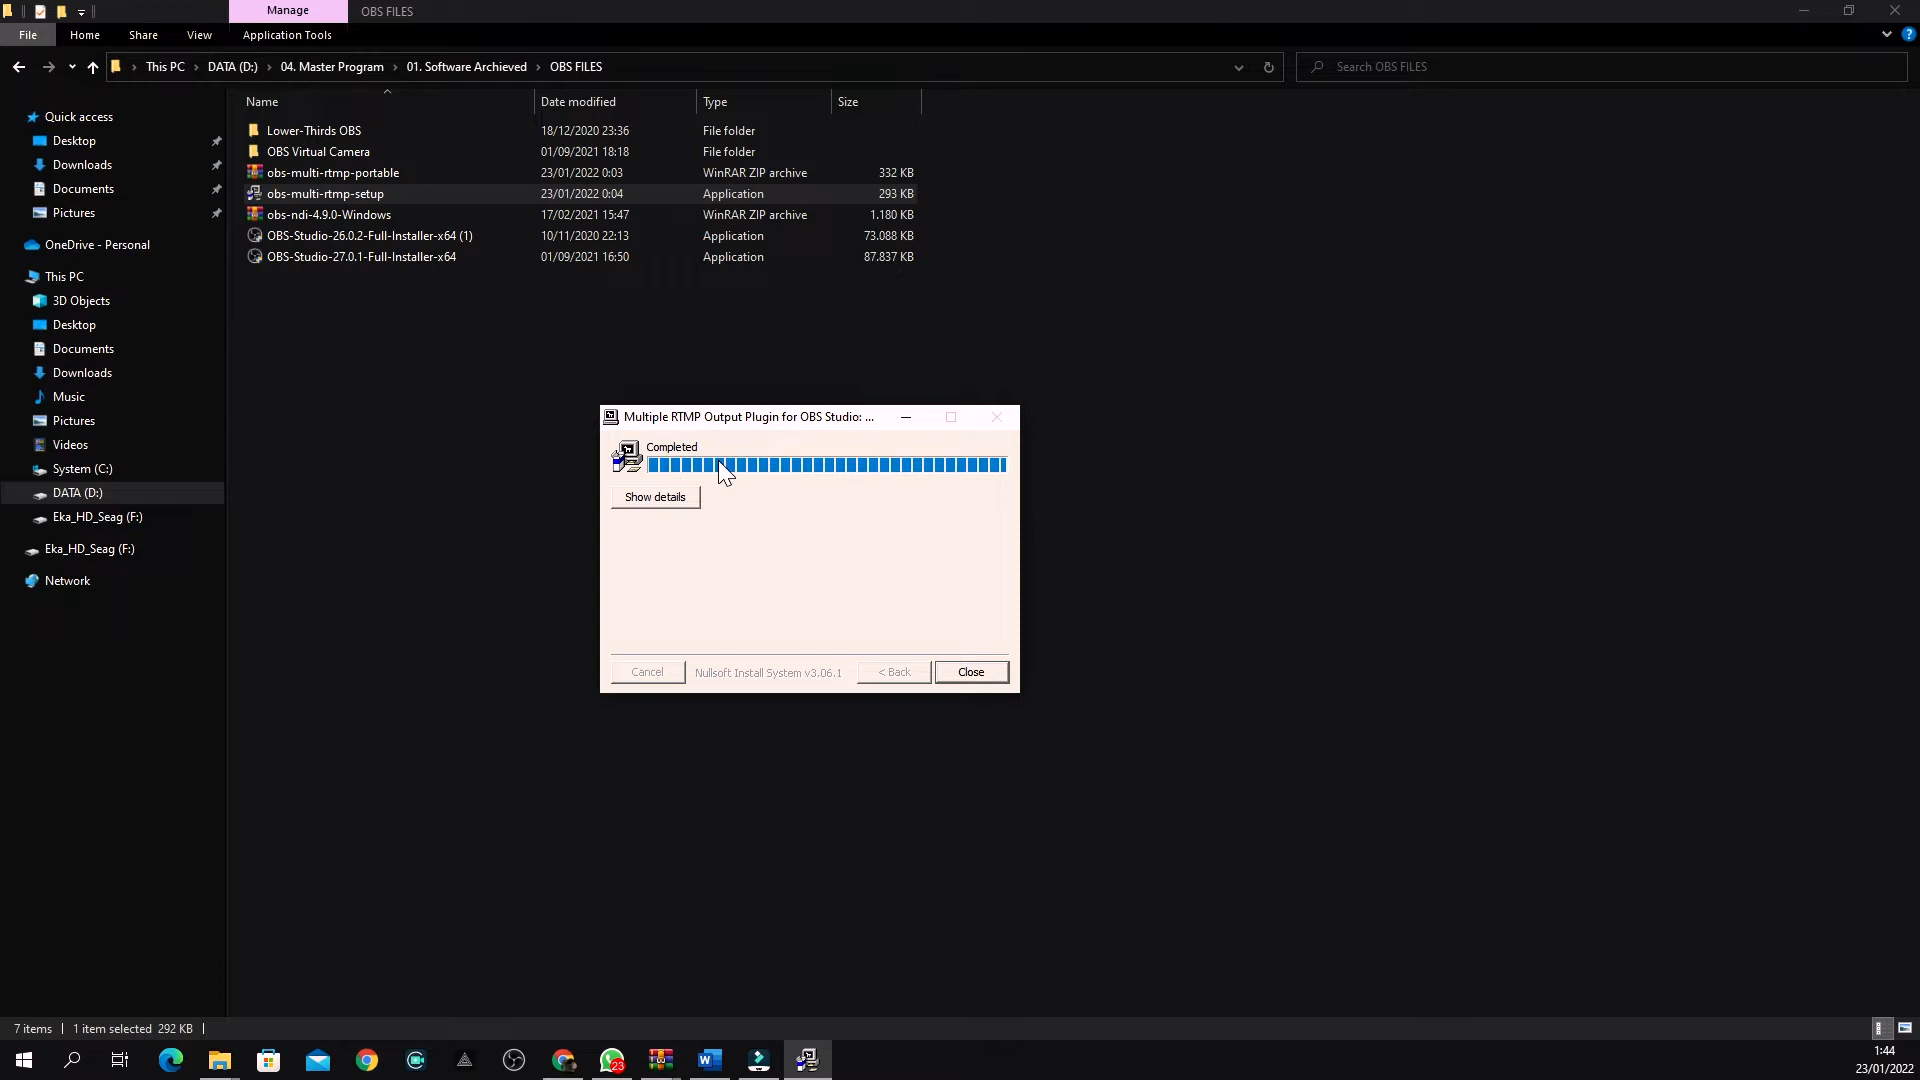 Manage
OBS FILES
File
Home
Share
View
Application Tools
This PC
DATA (D:)
04. Master Program
01. Software Archieved
OBS FILES
Search OBS FILES
Name
Date modified
Type
Size
Lower-Thirds OBS 18/12/2020 23:36 File folder
OBS Virtual Camera 01/09/2021 18:18 File folder
obs-multi-rtmp-portable 23/01/2022 0:03 WinRAR ZIP archive 332 KB
obs-multi-rtmp-setup 23/01/2022 0:04 Application 293 KB
obs-ndi-4.9.0-Windows 17/02/2021 15:47 WinRAR ZIP archive 1.180 KB
OBS-Studio-26.0.2-Full-Installer-x64 (1) 10/11/2020 22:13 Application 73.088 KB
OBS-Studio-27.0.1-Full-Installer-x64 01/09/2021 16:50 Application 87.837 KB
Quick access
Desktop
Downloads
Documents
Pictures
OneDrive - Personal
This PC
3D Objects
Desktop
Documents
Downloads
Music
Pictures
Videos
System (C:)
DATA (D:)
Eka_HD_Seag (F:)
Eka_HD_Seag (F:)
Network
Multiple RTMP Output Plugin for OBS Studio: ...
Completed
Show details
Cancel
Nullsoft Install System v3.06.1
< Back
Close
7 items
1 item selected 292 KB
23
1:44
23/01/2022